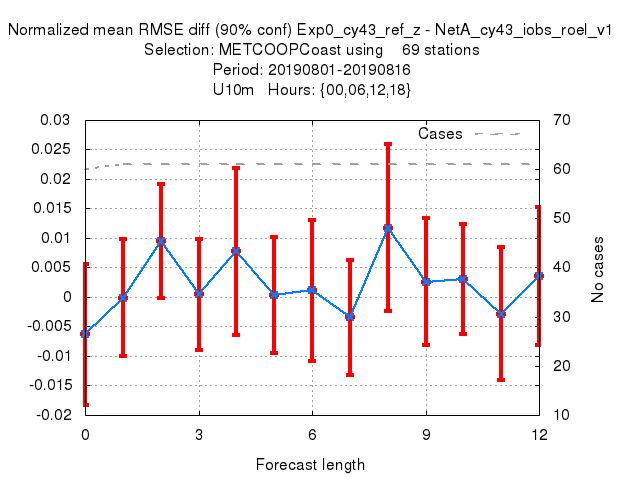 Normalized mean RMSE diff (90% conf) Exp0_cy43_ref_z - NetA_cy43_iobs_roel_v1
Selection: METCOOPCoast using 69 stations
Period: 20190801-20190816
U10m Hours: {00,06,12,18}
0.03
0.025
0.02
0.015
0.01
0.005
0
-0.005
-0.01
-0.015
-0.02
Cases
70
60
50
40
30
20
10
No cases
0 3 6 9 12
Forecast length